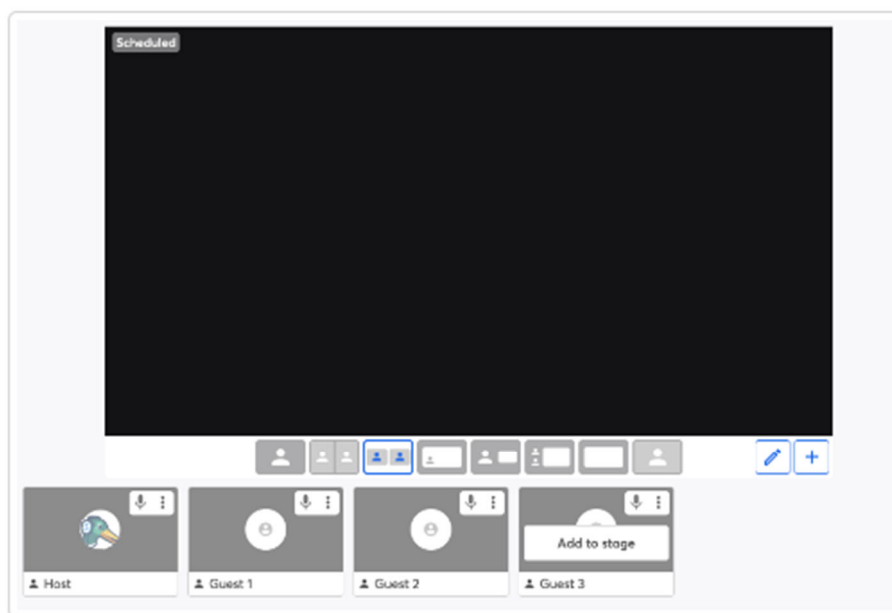 Scheduled
Add to stage
Host
Guest 1
Guest 2
Guest 3